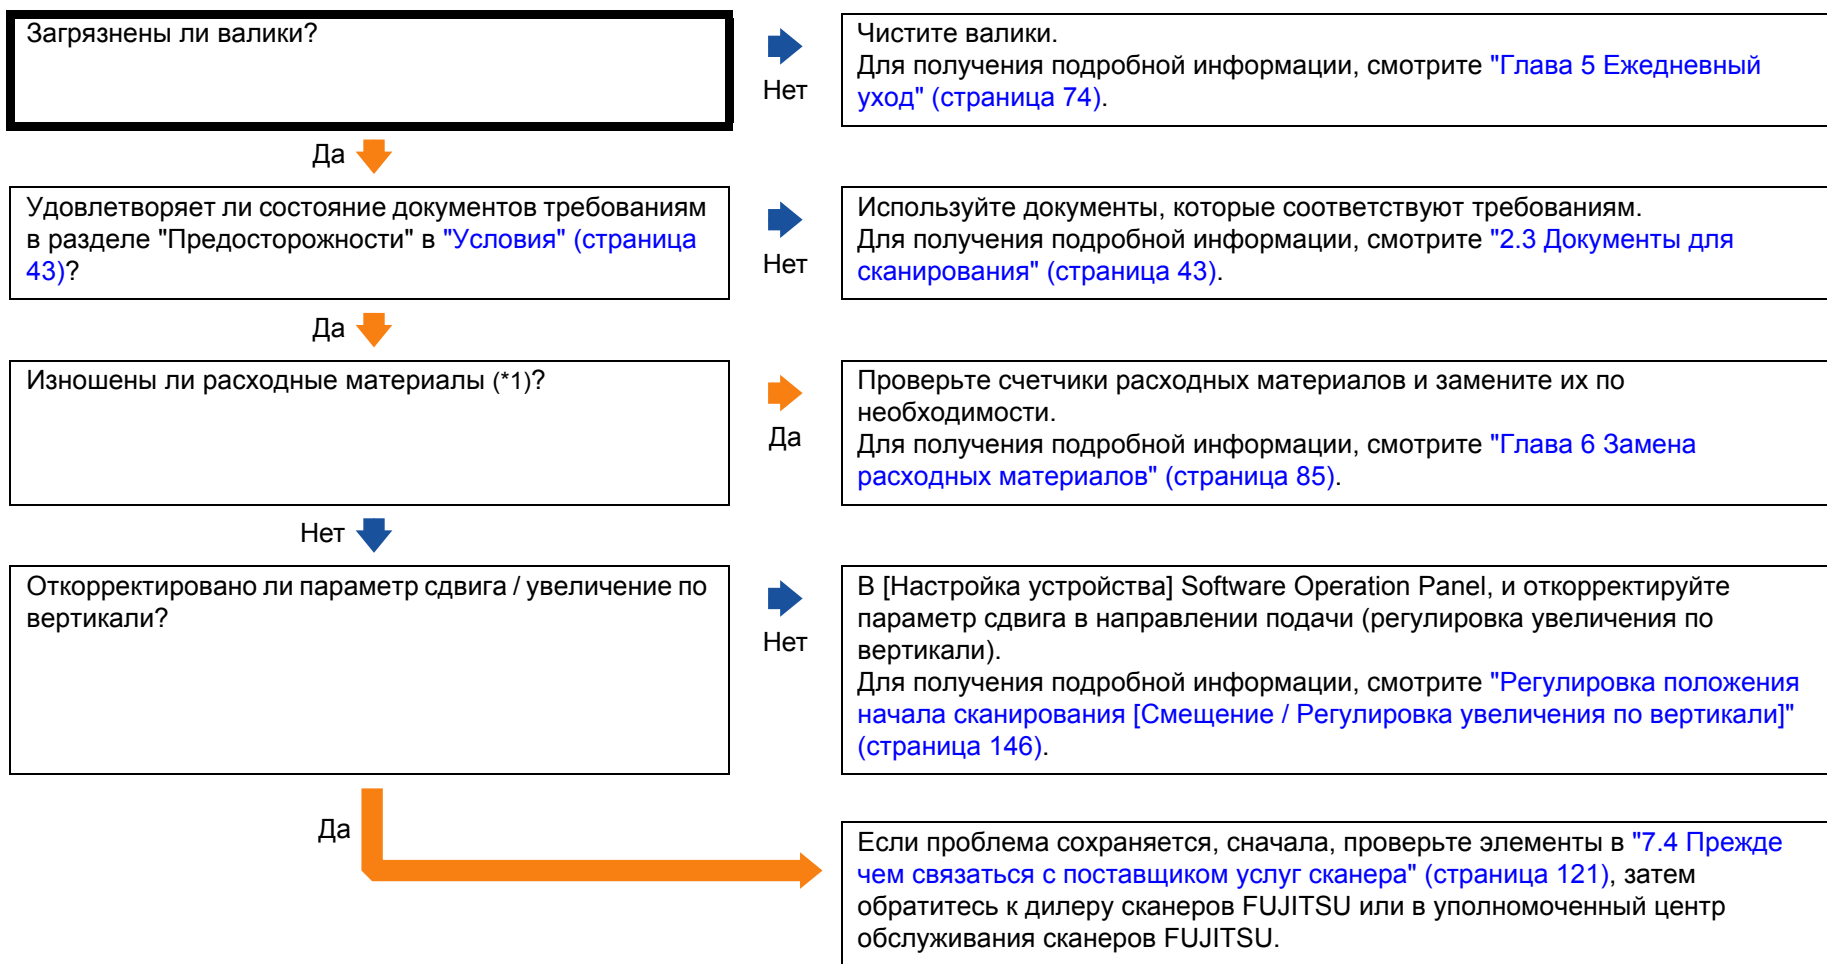 Загрязнены ли валики?
Нет
Чистите валики.
Для получения подробной информации, смотрите "Глава 5 Ежедневный
уход" (страница 74).
Да
Удовлетворяет ли состояние документов требованиям
в разделе "Предосторожности" в "Условия" (страница
43)?
Нет
Используйте документы, которые соответствуют требованиям.
Для получения подробной информации, смотрите "2.3 Документы для
сканирования" (страница 43).
Да
Изношены ли расходные материалы (*1)?
Да
Проверьте счетчики расходных материалов и замените их по
необходимости.
Для получения подробной информации, смотрите "Глава 6 Замена
расходных материалов" (страница 85).
Нет
Откорректировано ли параметр сдвига / увеличение по
вертикали?
Нет
В [Настройка устройства] Software Operation Panel, и откорректируйте
параметр сдвига в направлении подачи (регулировка увеличения по
вертикали).
Для получения подробной информации, смотрите "Регулировка положения
начала сканирования [Смещение / Регулировка увеличения по вертикали]"
(страница 146).
Да
Если проблема сохраняется, сначала, проверьте элементы в "7.4 Прежде
чем связаться с поставщиком услуг сканера" (страница 121), затем
обратитесь к дилеру сканеров FUJITSU или в уполномоченный центр
обслуживания сканеров FUJITSU.